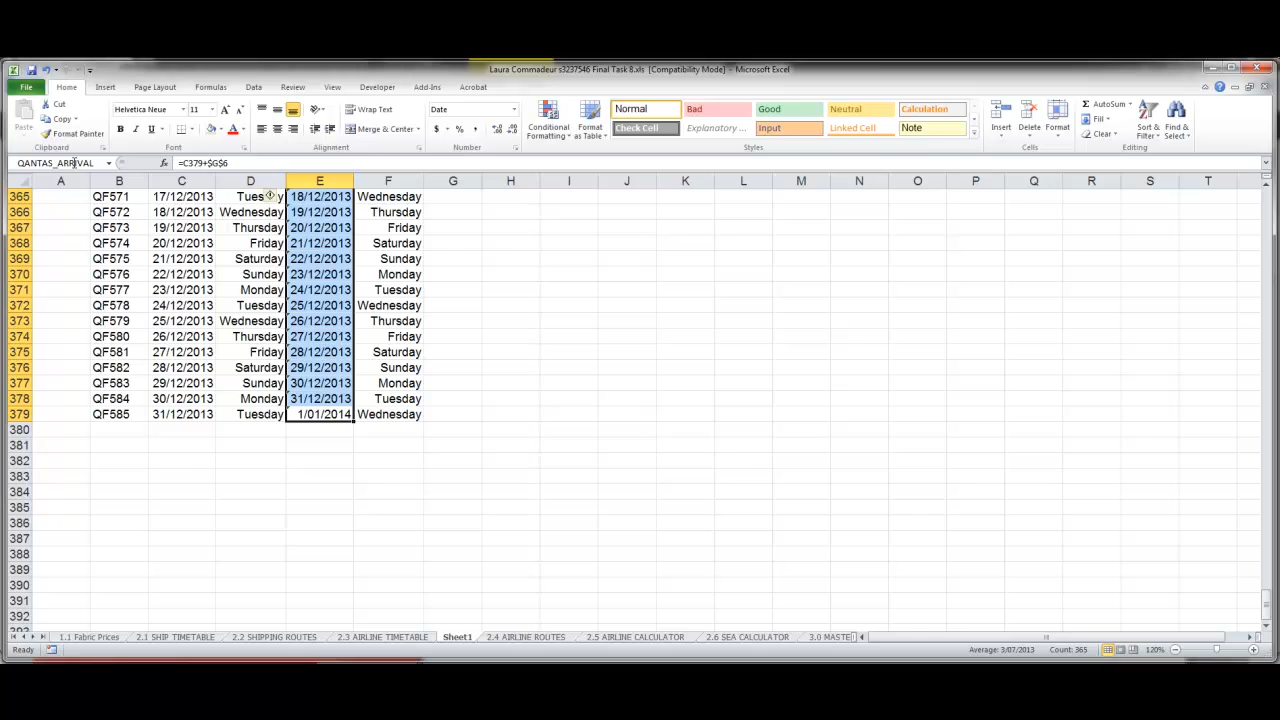 Laura Commadeur s3237546 Final Task 8.xls [Compatibility Mode] - Microsoft Excel
File Home Insert Page Layout Formulas Data Review View Developer Add-Ins Acrobat
Cut Helvetica Neue 11 Wrap Text Date Normal Bad Good Neutral Calculation AutoSum
Copy Fill
Paste Format Painter B I U Merge & Center $ % , Conditional Formatting Format as Table Check Cell Explanatory ... Input Linked Cell Note Insert Delete Format Clear Sort & Filter Find & Select
Clipboard Font Alignment Number Styles Cells Editing
QANTAS_ARRIVAL fx =C379+$G$6
A B C D E F G H I J K L M N O P Q R S T
365 QF571 17/12/2013 Tuesday 18/12/2013 Wednesday
366 QF572 18/12/2013 Wednesday 19/12/2013 Thursday
367 QF573 19/12/2013 Thursday 20/12/2013 Friday
368 QF574 20/12/2013 Friday 21/12/2013 Saturday
369 QF575 21/12/2013 Saturday 22/12/2013 Sunday
370 QF576 22/12/2013 Sunday 23/12/2013 Monday
371 QF577 23/12/2013 Monday 24/12/2013 Tuesday
372 QF578 24/12/2013 Tuesday 25/12/2013 Wednesday
373 QF579 25/12/2013 Wednesday 26/12/2013 Thursday
374 QF580 26/12/2013 Thursday 27/12/2013 Friday
375 QF581 27/12/2013 Friday 28/12/2013 Saturday
376 QF582 28/12/2013 Saturday 29/12/2013 Sunday
377 QF583 29/12/2013 Sunday 30/12/2013 Monday
378 QF584 30/12/2013 Monday 31/12/2013 Tuesday
379 QF585 31/12/2013 Tuesday 1/01/2014 Wednesday
380
381
382
383
384
385
386
387
388
389
390
391
392
1.1 Fabric Prices 2.1 SHIP TIMETABLE 2.2 SHIPPING ROUTES 2.3 AIRLINE TIMETABLE Sheet1 2.4 AIRLINE ROUTES 2.5 AIRLINE CALCULATOR 2.6 SEA CALCULATOR 3.0 MASTE
Ready Average: 3/07/2013 Count: 365 120%